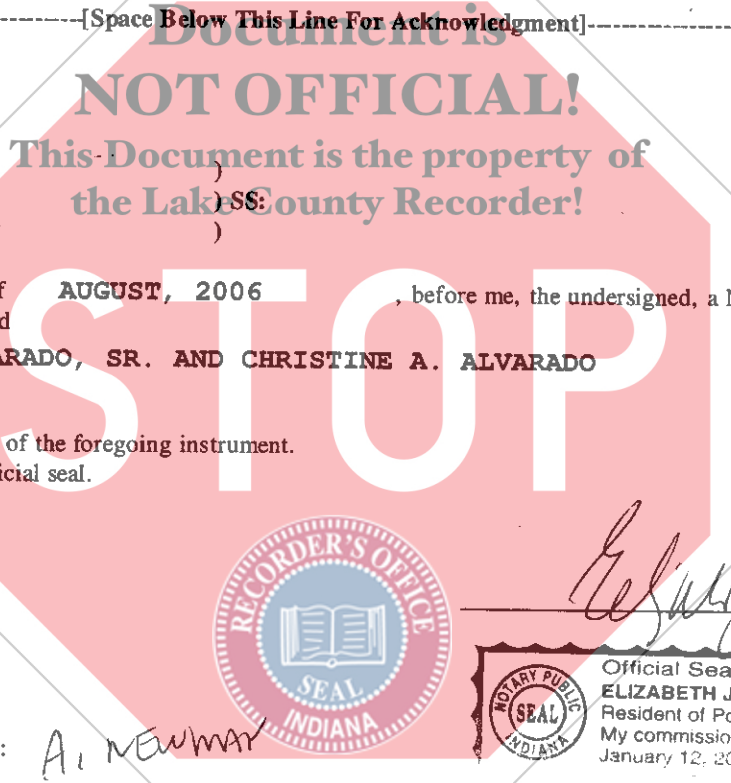 [Space Below This Line For Acknowledgment]
Document is
NOT OFFICIAL!
This Document is the property of
the Lake County Recorder!
)
) SS:
)
AUGUST, 2006 , before me, the undersigned, a
ARADO, SR. AND CHRISTINE A. ALVARADO
STOP
of the foregoing instrument.
icial seal.
RECORDER'S OFFICE
SEAL
INDIANA
NOTARY PUBLIC
SEAL
INDIANA
Official Sea
ELIZABETH J
Resident of Po
My commissio
January 12, 20
: A. NEWMAN